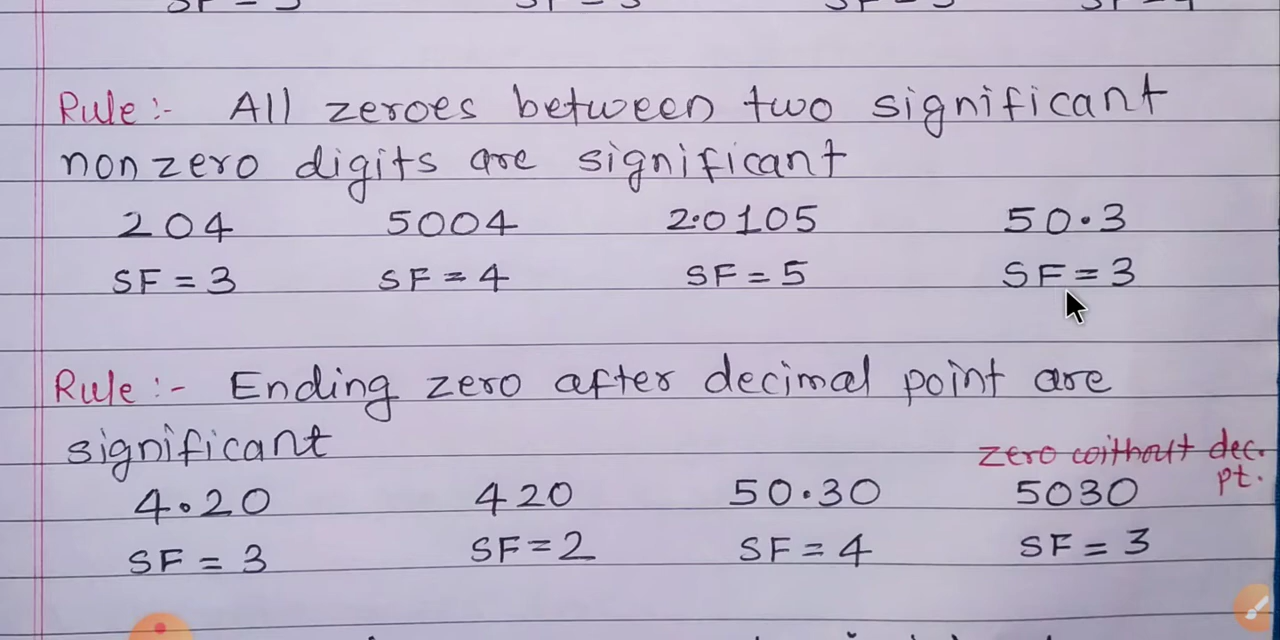 Rule :- All zeroes between two significant
nonzero digits are significant
204 5004 2.0105 50.3
SF = 3 SF = 4 SF = 5 SF = 3
Rule :- Ending zero after decimal point are
significant
zero without dec.
pt.
4.20 420 50.30 5030
SF = 3 SF = 2 SF = 4 SF = 3